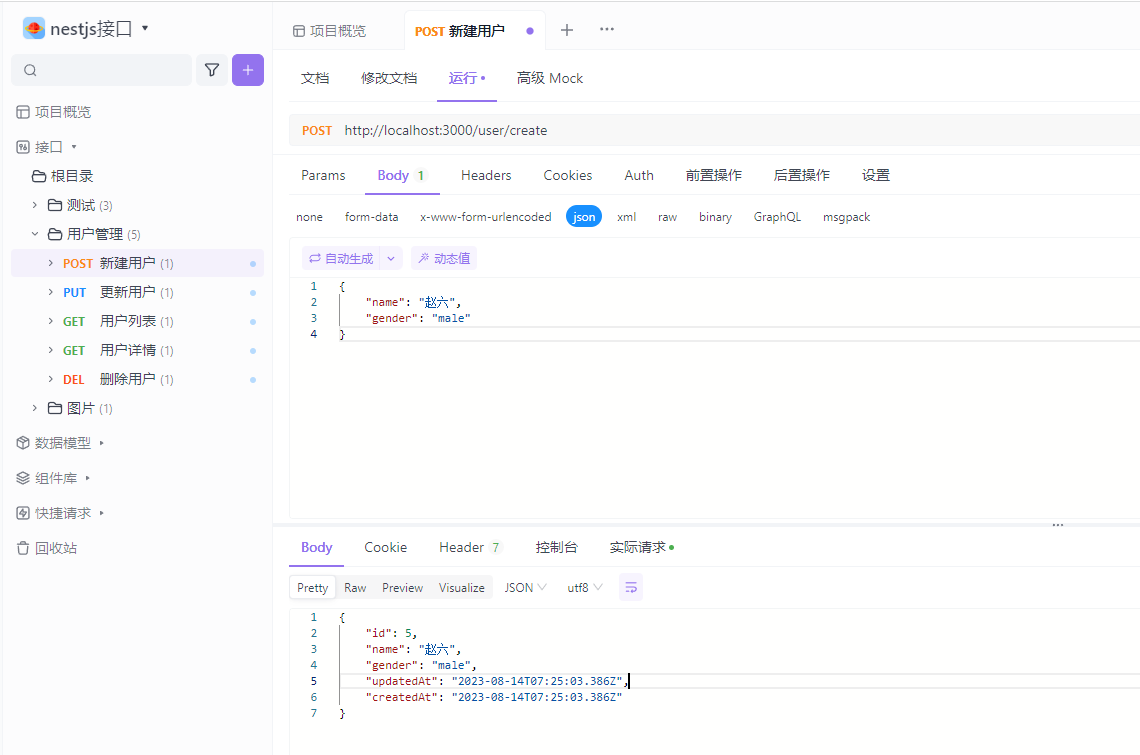 nestjs接口
项目概览
接口
根目录
测试 (3)
用户管理 (5)
POST 新建用户 (1)
PUT 更新用户 (1)
GET 用户列表 (1)
GET 用户详情 (1)
DEL 删除用户 (1)
图片 (1)
数据模型
组件库
快捷请求
回收站
项目概览 POST 新建用户
文档 修改文档 运行 高级 Mock
POST http://localhost:3000/user/create
Params Body 1 Headers Cookies Auth 前置操作 后置操作 设置
none form-data x-www-form-urlencoded json xml raw binary GraphQL msgpack
自动生成 动态值
1 {
2 "name": "赵六",
3 "gender": "male"
4 }
Body Cookie Header 7 控制台 实际请求
Pretty Raw Preview Visualize JSON utf8
1 {
2 "id": 5,
3 "name": "赵六",
4 "gender": "male",
5 "updatedAt": "2023-08-14T07:25:03.386Z",
6 "createdAt": "2023-08-14T07:25:03.386Z"
7 }